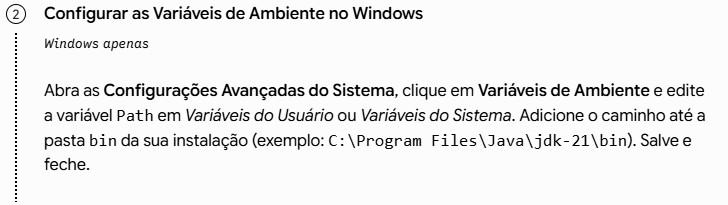 2 Configurar as Variáveis de Ambiente no Windows
Windows apenas
Abra as Configurações Avançadas do Sistema, clique em Variáveis de Ambiente e edite
a variável Path em Variáveis do Usuário ou Variáveis do Sistema. Adicione o caminho até a
pasta bin da sua instalação (exemplo: C:\Program Files\Java\jdk-21\bin). Salve e
feche.